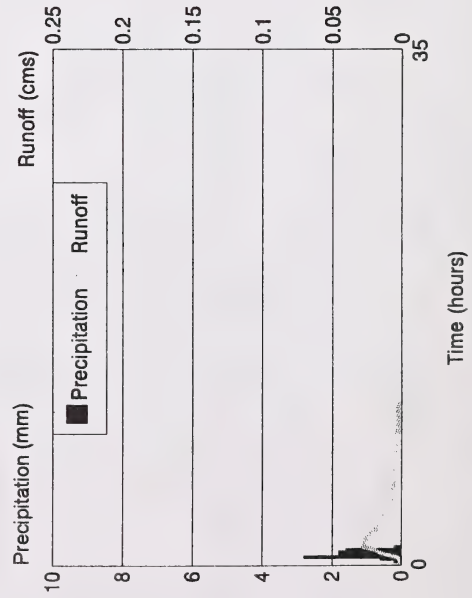 Precipitation (mm) Runoff (cms)
10 0.25
Precipitation Runoff
8 0.2
6 0.15
4 0.1
2 0.05
0 0
0 35
Time (hours)